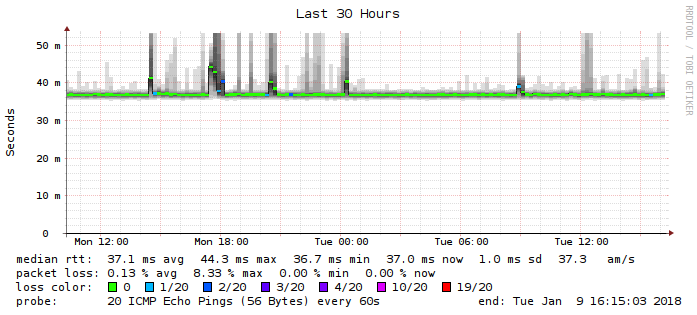 Last 30 Hours
RRDTOOL / TOBI OETIKER
Seconds
50 m
40 m
30 m
20 m
10 m
0
Mon 12:00 Mon 18:00 Tue 00:00 Tue 06:00 Tue 12:00
median rtt: 37.1 ms avg 44.3 ms max 36.7 ms min 37.0 ms now 1.0 ms sd 37.3 am/s
packet loss: 0.13 % avg 8.33 % max 0.00 % min 0.00 % now
loss color: 0 1/20 2/20 3/20 4/20 10/20 19/20
probe: 20 ICMP Echo Pings (56 Bytes) every 60s end: Tue Jan 9 16:15:03 2018